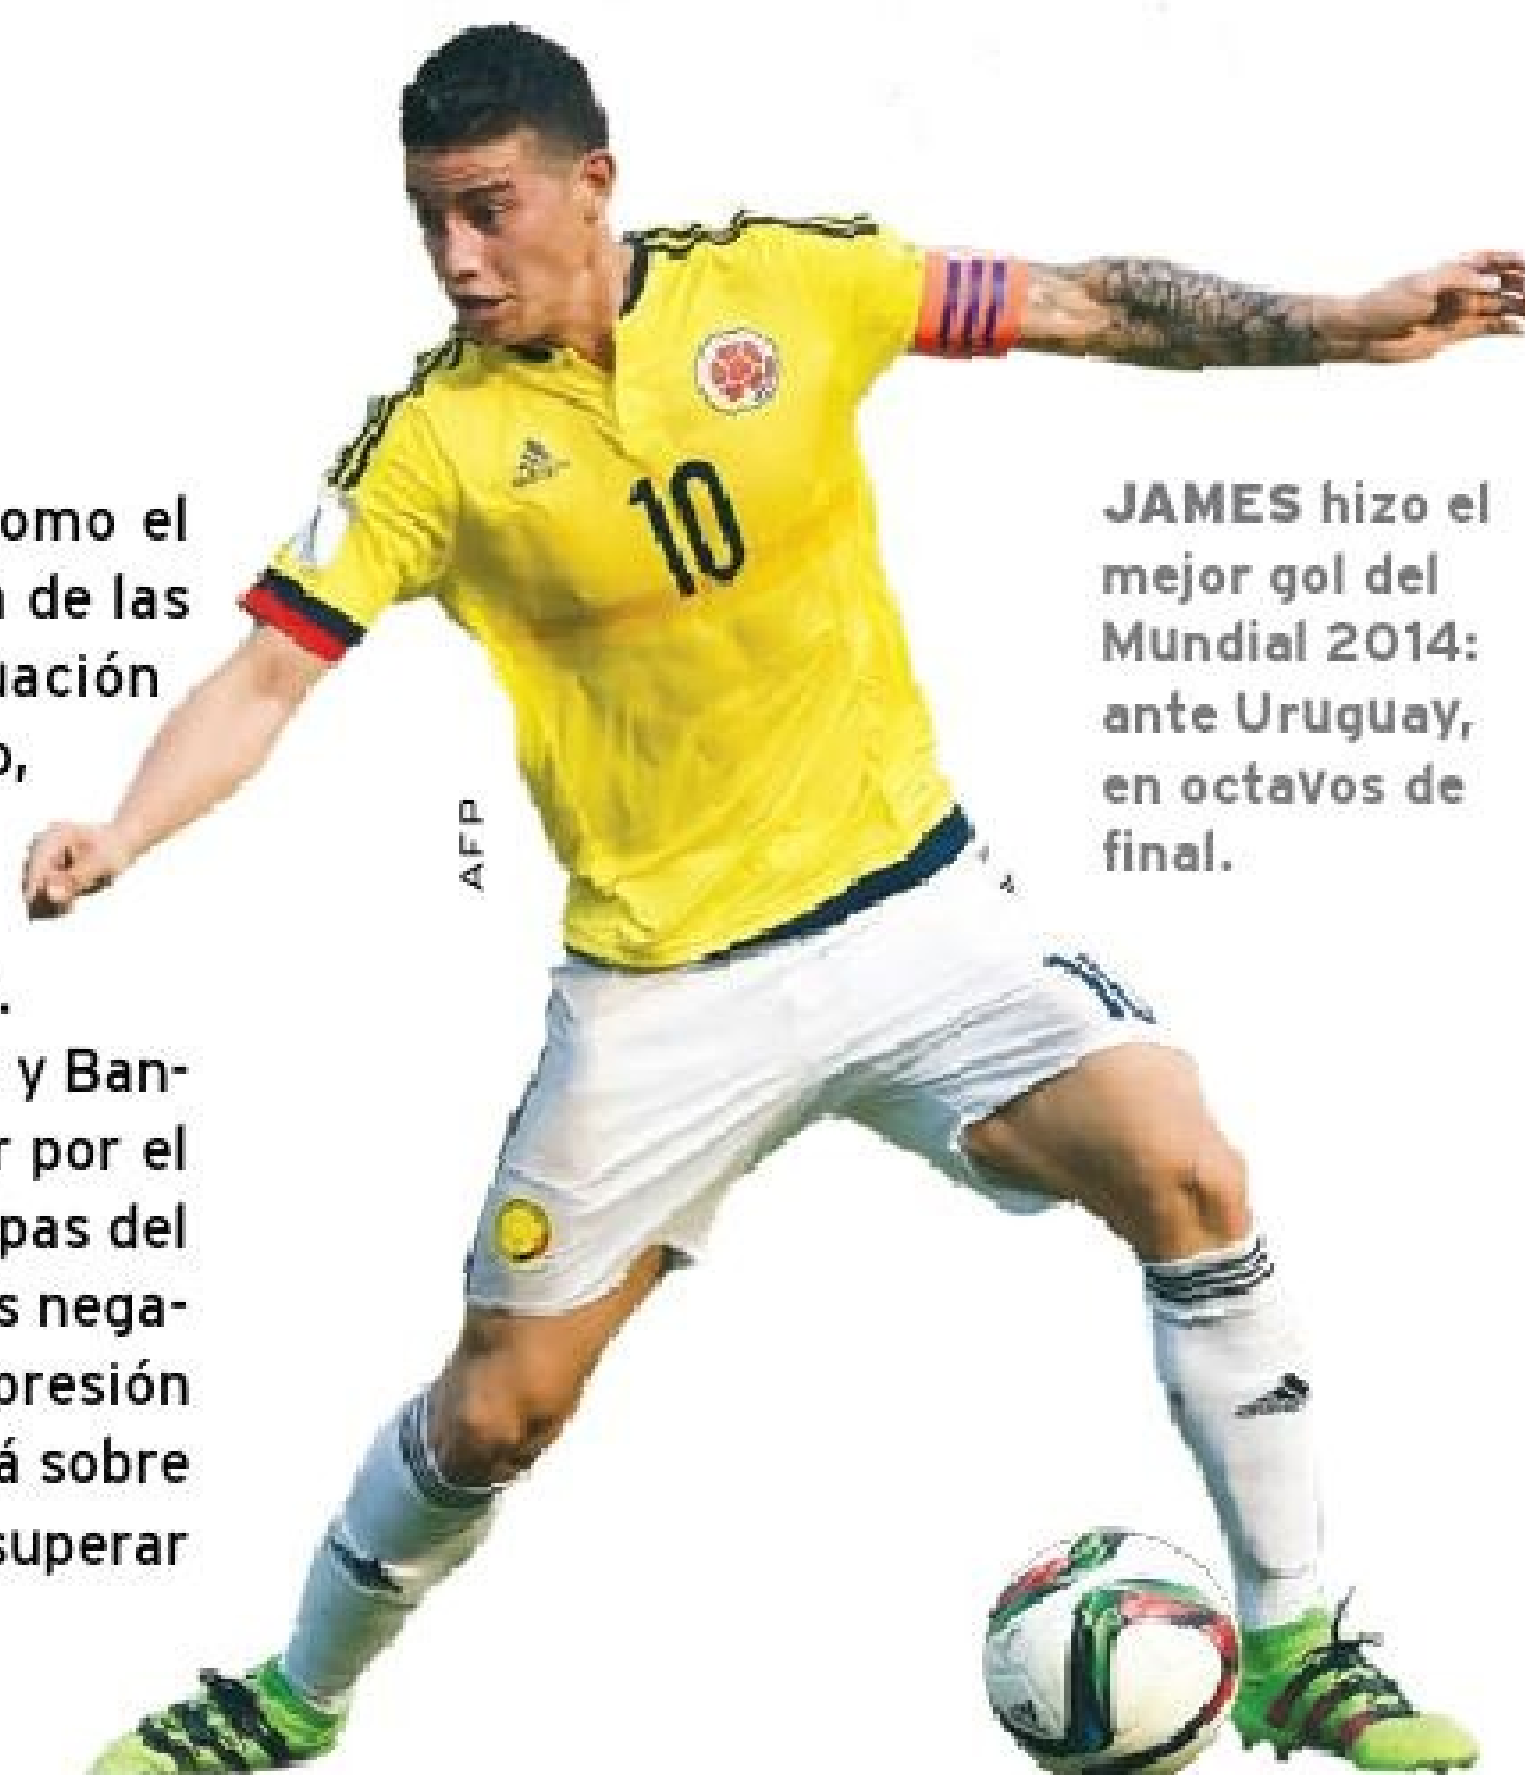 omo el
de las
uación
o,
.
y Ban-
r por el
pas del
s nega-
presión
á sobre
superar
AFP
10
JAMES hizo el
mejor gol del
Mundial 2014:
ante Uruguay,
en octavos de
final.